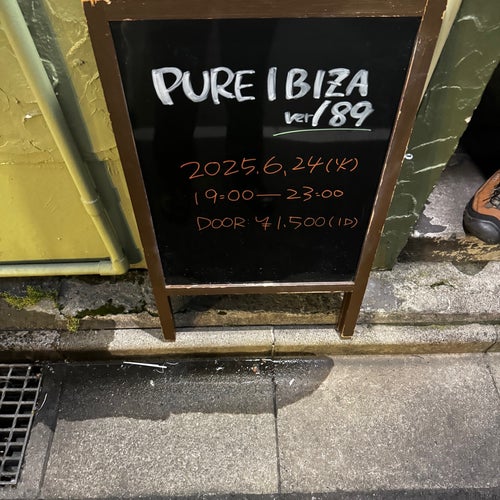 PURE IBIZA
ver/89
2025.6.24(火)
19:00—23:00
DOOR: ¥1,500(1D)